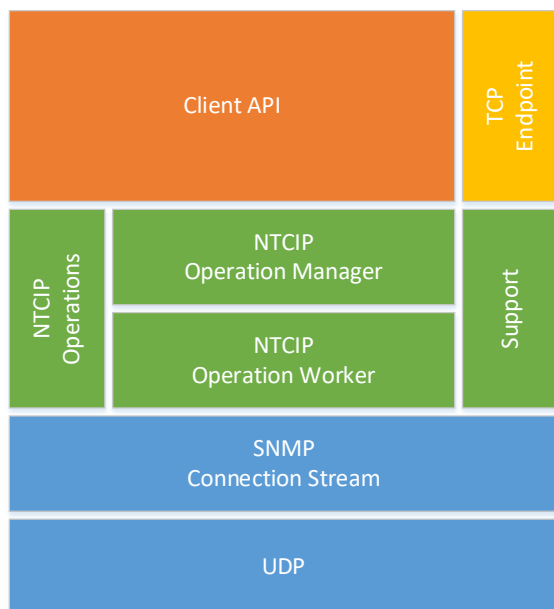 Client API
TCP
Endpoint
NTCIP
Operations
NTCIP
Operation Manager
NTCIP
Operation Worker
Support
SNMP
Connection Stream
UDP